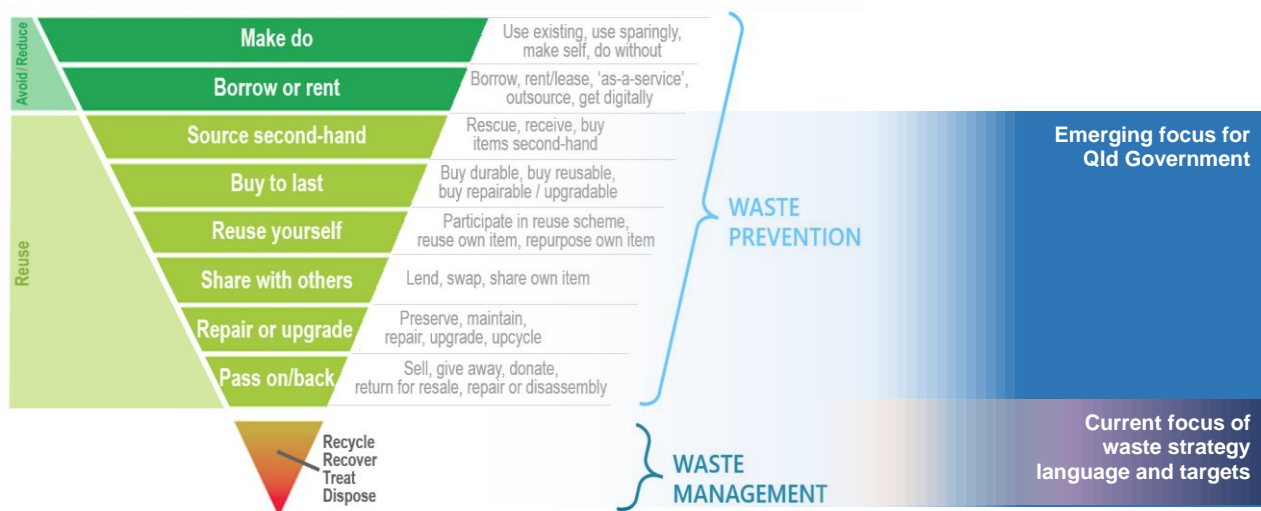 Avoid / Reduce
Make do
Use existing, use sparingly,
make self, do without
Borrow or rent
Borrow, rent/lease, ‘as-a-service’,
outsource, get digitally
Reuse
Source second-hand
Rescue, receive, buy
items second-hand
Buy to last
Buy durable, buy reusable,
buy repairable / upgradable
Reuse yourself
Participate in reuse scheme,
reuse own item, repurpose own item
Share with others
Lend, swap, share own item
Repair or upgrade
Preserve, maintain,
repair, upgrade, upcycle
Pass on/back
Sell, give away, donate,
return for resale, repair or disassembly
WASTE
PREVENTION
Emerging focus for
Qld Government
Recycle
Recover
Treat
Dispose
WASTE
MANAGEMENT
Current focus of
waste strategy
language and targets